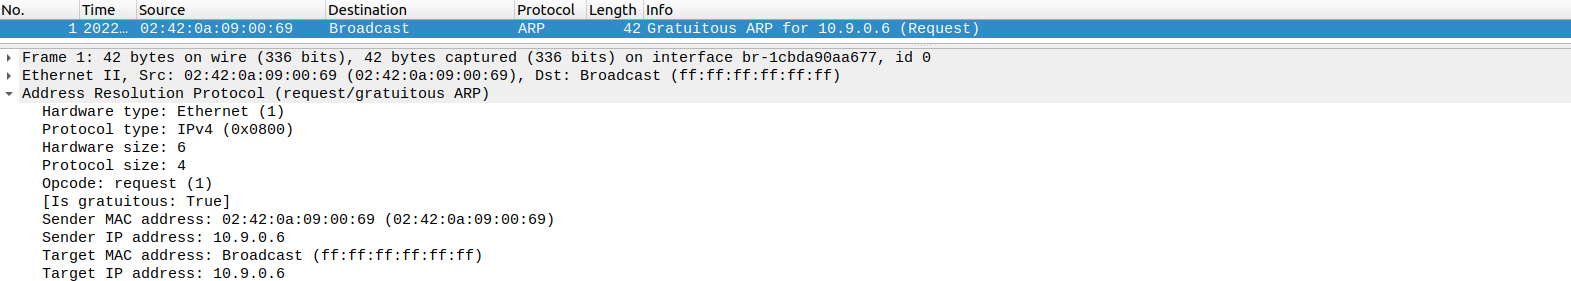 No. Time Source Destination Protocol Length Info
1 2022… 02:42:0a:09:00:69 Broadcast ARP 42 Gratuitous ARP for 10.9.0.6 (Request)
Frame 1: 42 bytes on wire (336 bits), 42 bytes captured (336 bits) on interface br-1cbda90aa677, id 0
Ethernet II, Src: 02:42:0a:09:00:69 (02:42:0a:09:00:69), Dst: Broadcast (ff:ff:ff:ff:ff:ff)
Address Resolution Protocol (request/gratuitous ARP)
Hardware type: Ethernet (1)
Protocol type: IPv4 (0x0800)
Hardware size: 6
Protocol size: 4
Opcode: request (1)
[Is gratuitous: True]
Sender MAC address: 02:42:0a:09:00:69 (02:42:0a:09:00:69)
Sender IP address: 10.9.0.6
Target MAC address: Broadcast (ff:ff:ff:ff:ff:ff)
Target IP address: 10.9.0.6